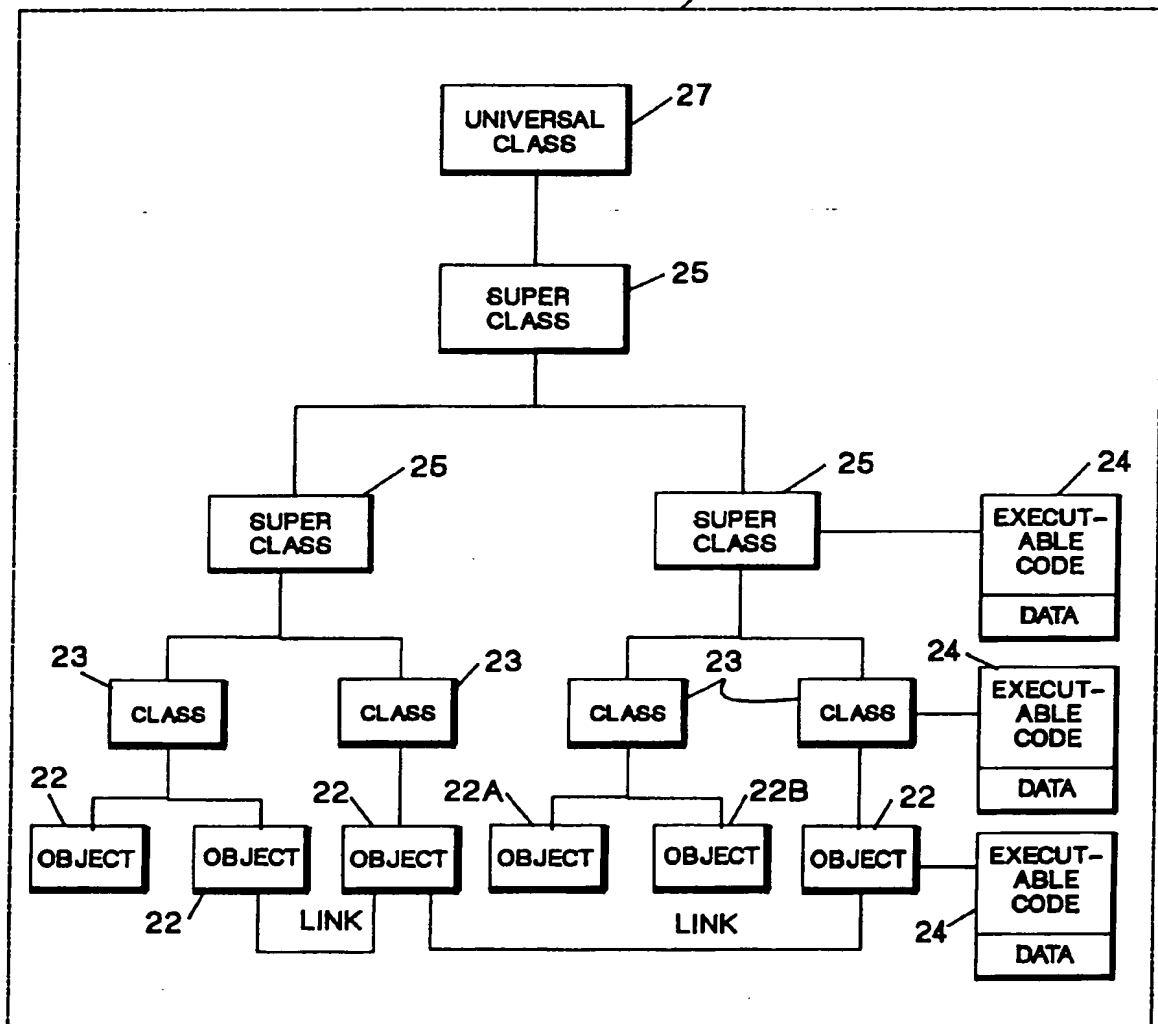 27
UNIVERSAL
CLASS
25
SUPER
CLASS
25
SUPER
CLASS
25
SUPER
CLASS
24
EXECUT-
ABLE
CODE
DATA
23
CLASS
23
CLASS
23
CLASS
CLASS
24
EXECUT-
ABLE
CODE
DATA
22
OBJECT
OBJECT
22
22
OBJECT
22A
OBJECT
22B
OBJECT
22
OBJECT
24
EXECUT-
ABLE
CODE
DATA
LINK
LINK